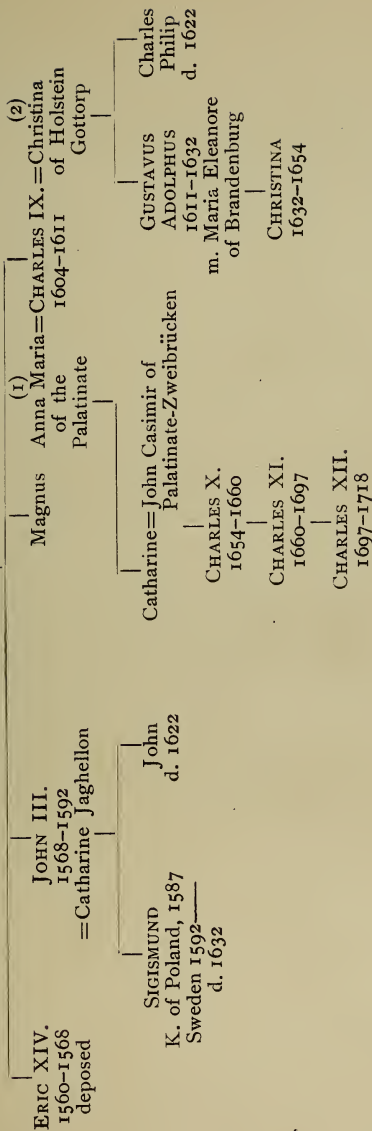 ERIC XIV.
1560–1568
deposed
JOHN III.
1568–1592
=Catharine Jaghellon
SIGISMUND
K. of Poland, 1587
Sweden 1592——
d. 1632
John
d. 1622
Magnus
(1)
Anna Maria=CHARLES IX.=Christina
of the
Palatinate
1604–1611
(2)
of Holstein
Gottorp
Catharine=John Casimir of
Palatinate-Zweibrücken
CHARLES X.
1654–1660
CHARLES XI.
1660–1697
CHARLES XII.
1697–1718
GUSTAVUS
ADOLPHUS
1611–1632
m. Maria Eleanore
of Brandenburg
CHRISTINA
1632–1654
Charles
Philip
d. 1622